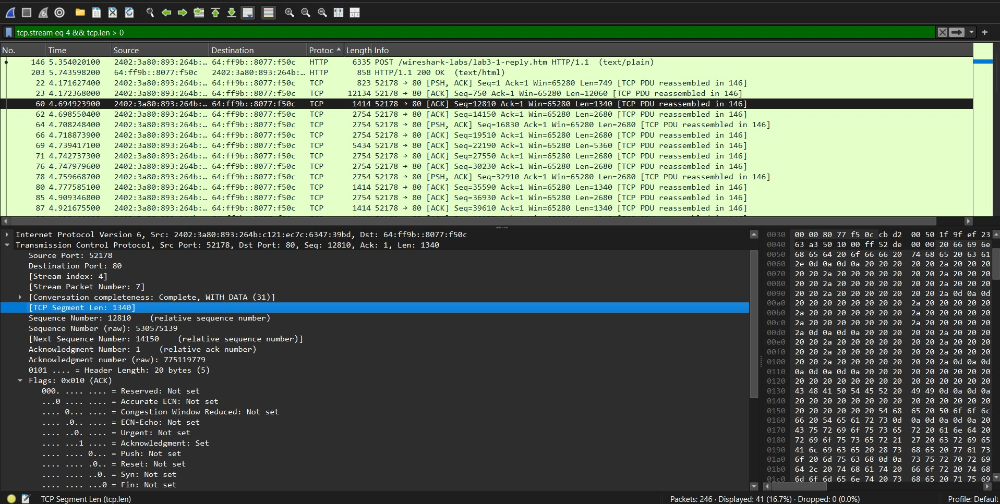 tcp.stream eq 4 && tcp.len > 0
No. Time Source Destination Protoc Length Info
146 5.354020100 2402:3a80:893:264b:… 64:ff9b::8077:f50c HTTP 6335 POST /wireshark-labs/lab3-1-reply.htm HTTP/1.1 (text/plain)
203 5.743598200 64:ff9b::8077:f50c 2402:3a80:893:264b:… HTTP 858 HTTP/1.1 200 OK (text/html)
22 4.171627400 2402:3a80:893:264b:… 64:ff9b::8077:f50c TCP 823 52178 → 80 [PSH, ACK] Seq=1 Ack=1 Win=65280 Len=749 [TCP PDU reassembled in 146]
23 4.172368000 2402:3a80:893:264b:… 64:ff9b::8077:f50c TCP 12134 52178 → 80 [ACK] Seq=750 Ack=1 Win=65280 Len=12060 [TCP PDU reassembled in 146]
60 4.694923900 2402:3a80:893:264b:… 64:ff9b::8077:f50c TCP 1414 52178 → 80 [ACK] Seq=12810 Ack=1 Win=65280 Len=1340 [TCP PDU reassembled in 146]
62 4.698550400 2402:3a80:893:264b:… 64:ff9b::8077:f50c TCP 2754 52178 → 80 [ACK] Seq=14150 Ack=1 Win=65280 Len=2680 [TCP PDU reassembled in 146]
64 4.708248400 2402:3a80:893:264b:… 64:ff9b::8077:f50c TCP 2754 52178 → 80 [PSH, ACK] Seq=16830 Ack=1 Win=65280 Len=2680 [TCP PDU reassembled in 146]
66 4.718873900 2402:3a80:893:264b:… 64:ff9b::8077:f50c TCP 2754 52178 → 80 [ACK] Seq=19510 Ack=1 Win=65280 Len=2680 [TCP PDU reassembled in 146]
69 4.739417100 2402:3a80:893:264b:… 64:ff9b::8077:f50c TCP 5434 52178 → 80 [ACK] Seq=22190 Ack=1 Win=65280 Len=5360 [TCP PDU reassembled in 146]
71 4.742737300 2402:3a80:893:264b:… 64:ff9b::8077:f50c TCP 2754 52178 → 80 [ACK] Seq=27550 Ack=1 Win=65280 Len=2680 [TCP PDU reassembled in 146]
76 4.747979600 2402:3a80:893:264b:… 64:ff9b::8077:f50c TCP 2754 52178 → 80 [ACK] Seq=30230 Ack=1 Win=65280 Len=2680 [TCP PDU reassembled in 146]
78 4.759668700 2402:3a80:893:264b:… 64:ff9b::8077:f50c TCP 2754 52178 → 80 [PSH, ACK] Seq=32910 Ack=1 Win=65280 Len=2680 [TCP PDU reassembled in 146]
80 4.777585100 2402:3a80:893:264b:… 64:ff9b::8077:f50c TCP 1414 52178 → 80 [ACK] Seq=35590 Ack=1 Win=65280 Len=1340 [TCP PDU reassembled in 146]
85 4.909346800 2402:3a80:893:264b:… 64:ff9b::8077:f50c TCP 2754 52178 → 80 [ACK] Seq=36930 Ack=1 Win=65280 Len=2680 [TCP PDU reassembled in 146]
87 4.921675500 2402:3a80:893:264b:… 64:ff9b::8077:f50c TCP 1414 52178 → 80 [ACK] Seq=39610 Ack=1 Win=65280 Len=1340 [TCP PDU reassembled in 146]
Internet Protocol Version 6, Src: 2402:3a80:893:264b:c121:ec7c:6347:39bd, Dst: 64:ff9b::8077:f50c
Transmission Control Protocol, Src Port: 52178, Dst Port: 80, Seq: 12810, Ack: 1, Len: 1340
Source Port: 52178
Destination Port: 80
[Stream index: 4]
[Stream Packet Number: 7]
[Conversation completeness: Complete, WITH_DATA (31)]
[TCP Segment Len: 1340]
Sequence Number: 12810 (relative sequence number)
Sequence Number (raw): 530575139
[Next Sequence Number: 14150 (relative sequence number)]
Acknowledgment Number: 1 (relative ack number)
Acknowledgment number (raw): 775119779
0101 .... = Header Length: 20 bytes (5)
Flags: 0x010 (ACK)
000. .... .... = Reserved: Not set
...0 .... .... = Accurate ECN: Not set
.... 0... .... = Congestion Window Reduced: Not set
.... .0.. .... = ECN-Echo: Not set
.... ..0. .... = Urgent: Not set
.... ...1 .... = Acknowledgment: Set
.... .... 0... = Push: Not set
.... .... .0.. = Reset: Not set
.... .... ..0. = Syn: Not set
.... .... ...0 = Fin: Not set
0030 00 00 80 77 f5 0c cb d2 00 50 1f 9f ef 23
0040 63 a3 50 10 00 ff 52 de 00 00 20 66 69 6e
0050 68 65 64 20 6f 66 66 20 74 68 65 20 63 61
0060 2e 0d 0a 0d 0a 20 20 20 20 20 2a 20 20 20
0070 20 20 2a 20 20 20 20 20 20 20 2a 20 20 20
0080 20 20 2a 20 20 20 20 20 20 20 2a 20 20 20
0090 20 20 2a 20 20 20 20 20 20 20 2a 0d 0a 0d
00a0 20 20 20 20 20 20 20 20 2a 20 20 20 20 20
00b0 2a 20 20 20 20 20 20 20 2a 20 20 20 20 20
00c0 2a 20 20 20 20 20 20 20 2a 20 20 20 20 20
00d0 2a 0d 0a 0d 0a 20 20 20 20 20 2a 20 20 20
00e0 20 20 2a 20 20 20 20 20 20 20 2a 20 20 20
00f0 20 20 2a 20 20 20 20 20 20 20 2a 20 20 20
0100 20 20 2a 20 20 20 20 20 20 20 2a 0d 0a 0d
0110 0a 0d 0a 0d 0a 20 20 20 20 20 20 20 20 20
0120 20 20 20 20 20 20 20 20 20 20 20 20 20 20
0130 43 48 41 50 54 45 52 20 49 49 0d 0a 0d 0a
0140 20 20 20 20 20 20 20 20 20 20 20 20 20 20
0150 20 20 20 20 20 20 54 68 65 20 50 6f 6f 6c
0160 66 20 54 65 61 72 73 0d 0a 0d 0a 0d 0a 20
0170 43 75 72 69 6f 75 73 65 72 20 61 6e 64 20
0180 72 69 6f 75 73 65 72 21 27 20 63 72 69 65
0190 41 6c 69 63 65 20 28 73 68 65 20 77 61 73
01a0 6f 20 6d 75 63 68 0d 0a 73 75 72 70 72 69
01b0 64 2c 20 74 68 61 74 20 66 6f 72 20 74 68
01c0 6d 6f 6d 65 6e 74 20 73 68 65 20 71 75 69
TCP Segment Len (tcp.len)
Packets: 246 · Displayed: 41 (16.7%) · Dropped: 0 (0.0%)
Profile: Default